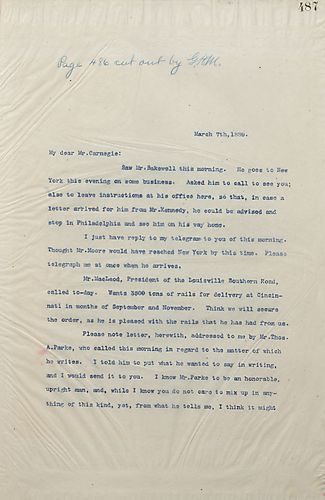 487
Page 486 cut out by G.R.M.
March 7th, 1889.
My dear Mr.Carnegie:
Saw Mr.Bakewell this morning. He goes to New
York this evening on some business. Asked him to call to see you;
also to leave instructions at his office here, so that, in case a
letter arrived for him from Mr.Kennedy, he could be advised and
stop in Philadelphia and see him on his way home.
I just have reply to my telegram to you of this morning.
Thought Mr.Moore would have reached New York by this time. Please
telegraph me at once when he arrives.
Mr.MacLeod, President of the Louisville Southern Road,
called to-day. Wants 3500 tons of rails for delivery at Cincin-
nati in months of September and November. Think we will secure
the order, as he is pleased with the rails that he has had from us.
Please note letter, herewith, addressed to me by Mr.Thos.
A.Parke, who called this morning in regard to the matter of which
he writes. I told him to put what he wanted to say in writing,
and I would send it to you. I know Mr.Parke to be an honorable,
upright man, and, while I know you do not care to mix up in any-
thing of this kind, yet, from what he tells me, I think it might